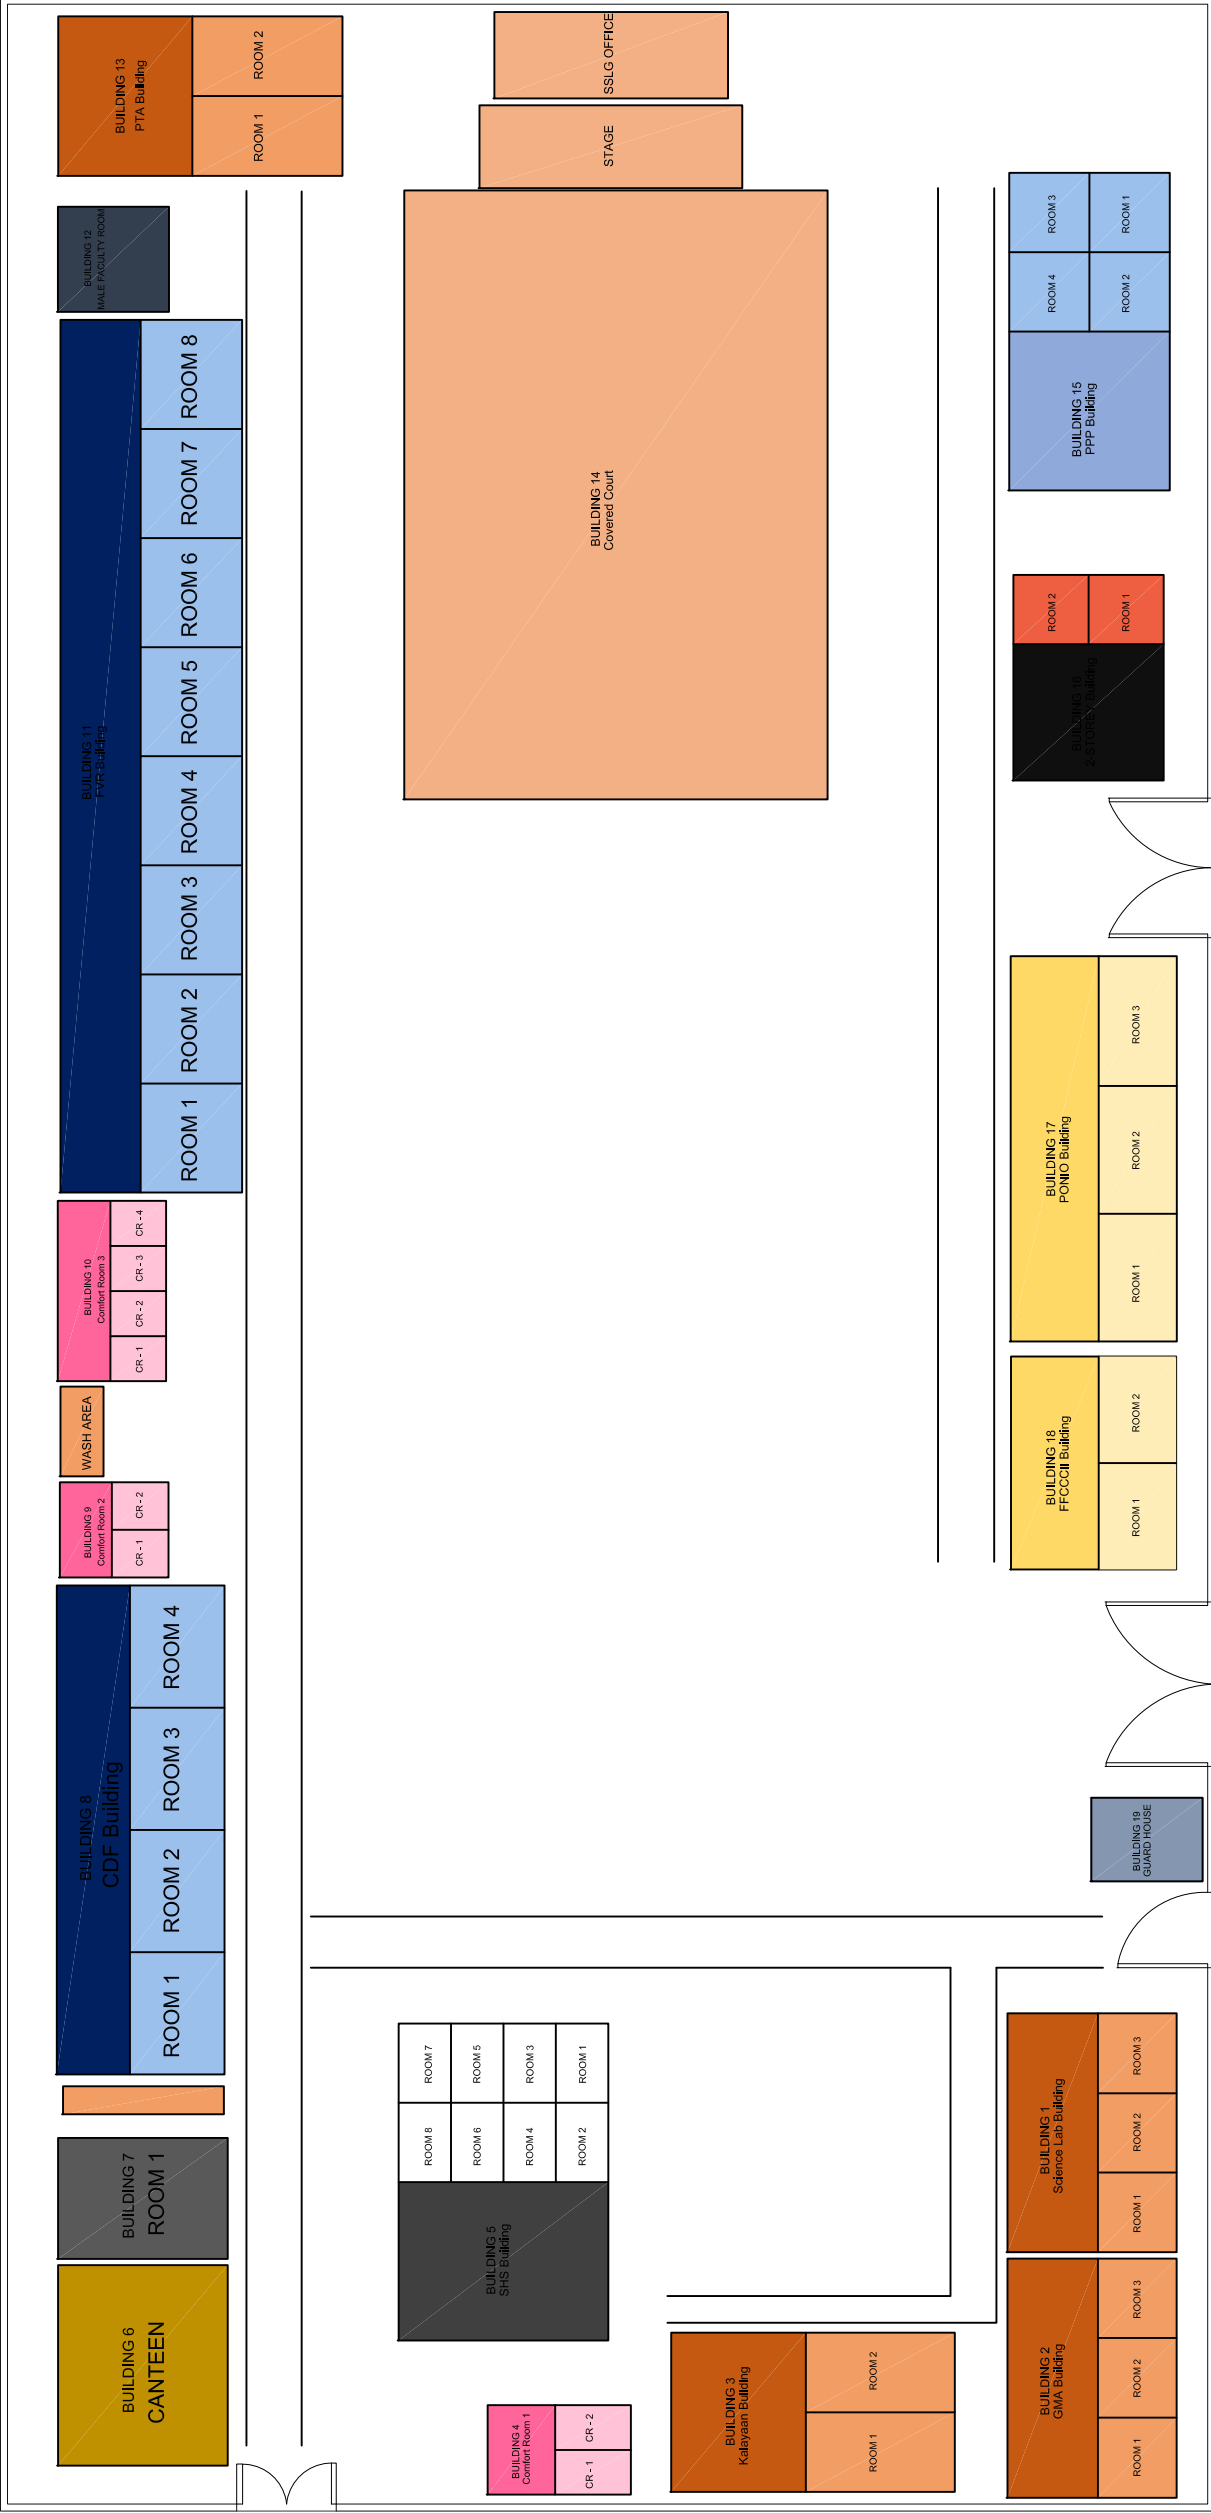 BUILDING 13
PTA Building
ROOM 1
ROOM 2
SSLG OFFICE
STAGE
BUILDING 12
MALE FACULTY ROOM
BUILDING 11
FVR Building
ROOM 8
ROOM 7
ROOM 6
ROOM 5
ROOM 4
ROOM 3
ROOM 2
ROOM 1
BUILDING 14
Covered Court
ROOM 3
ROOM 1
ROOM 4
ROOM 2
BUILDING 15
PPP Building
ROOM 2
ROOM 1
BUILDING 16
2-STOREY Building
BUILDING 17
PONIO Building
ROOM 3
ROOM 2
ROOM 1
BUILDING 10
Comfort Room 3
CR - 4
CR - 3
CR - 2
CR - 1
WASH AREA
BUILDING 9
Comfort Room 2
CR - 2
CR - 1
BUILDING 18
FFCCCII Building
ROOM 2
ROOM 1
BUILDING 8
CDF Building
ROOM 4
ROOM 3
ROOM 2
ROOM 1
BUILDING 19
GUARD HOUSE
BUILDING 7
ROOM 1
BUILDING 6
CANTEEN
ROOM 7
ROOM 5
ROOM 3
ROOM 1
ROOM 8
ROOM 6
ROOM 4
ROOM 2
BUILDING 5
SHS Building
BUILDING 4
Comfort Room 1
CR - 2
CR - 1
BUILDING 3
Kalayaan Building
ROOM 2
ROOM 1
BUILDING 1
Science Lab Building
ROOM 3
ROOM 2
ROOM 1
BUILDING 2
GMA Building
ROOM 3
ROOM 2
ROOM 1